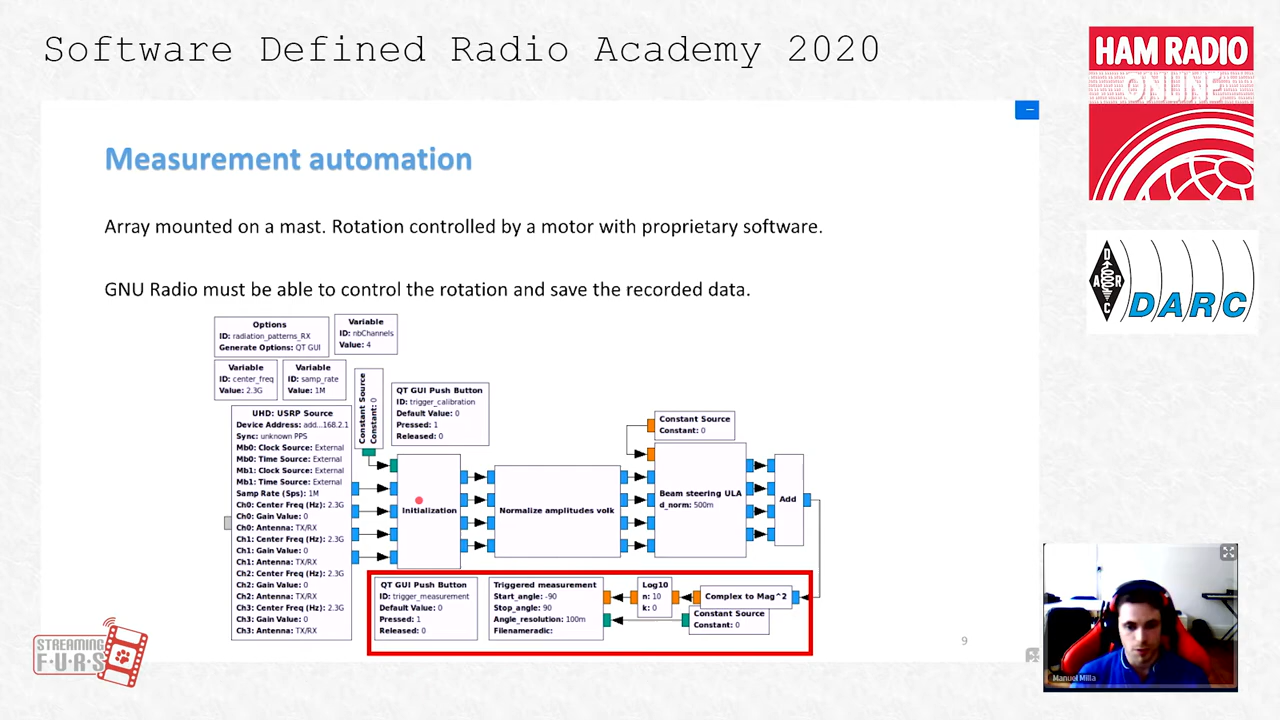 Software Defined Radio Academy 2020
HAM RADIO
ONLINE
Measurement automation
Array mounted on a mast. Rotation controlled by a motor with proprietary software.
GNU Radio must be able to control the rotation and save the recorded data.
Options
ID: radiation_patterns_RX
Generate Options: QT GUI
Variable
ID: nbChannels
Value: 4
Variable
ID: center_freq
Value: 2.3G
Variable
ID: samp_rate
Value: 1M
Constant Source
Constant: 0
QT GUI Push Button
ID: trigger_calibration
Default Value: 0
Pressed: 1
Released: 0
UHD: USRP Source
Device Address: add...168.2.1
Sync: unknown PPS
Mb0: Clock Source: External
Mb0: Time Source: External
Mb1: Clock Source: External
Mb1: Time Source: External
Samp Rate (Sps): 1M
Ch0: Center Freq (Hz): 2.3G
Ch0: Gain Value: 0
Ch0: Antenna: TX/RX
Ch1: Center Freq (Hz): 2.3G
Ch1: Gain Value: 0
Ch1: Antenna: TX/RX
Ch2: Center Freq (Hz): 2.3G
Ch2: Gain Value: 0
Ch2: Antenna: TX/RX
Ch3: Center Freq (Hz): 2.3G
Ch3: Gain Value: 0
Ch3: Antenna: TX/RX
Initialization
Normalize amplitudes volk
Constant Source
Constant: 0
Beam steering ULA
d_norm: 500m
Add
QT GUI Push Button
ID: trigger_measurement
Default Value: 0
Pressed: 1
Released: 0
Triggered measurement
Start_angle: -90
Stop_angle: 90
Angle_resolution: 100m
Filenameradic:
Log10
n: 10
k: 0
Complex to Mag^2
Constant Source
Constant: 0
9
DARC
DARC
STREAMING
F·U·R·S
Manuel Milla